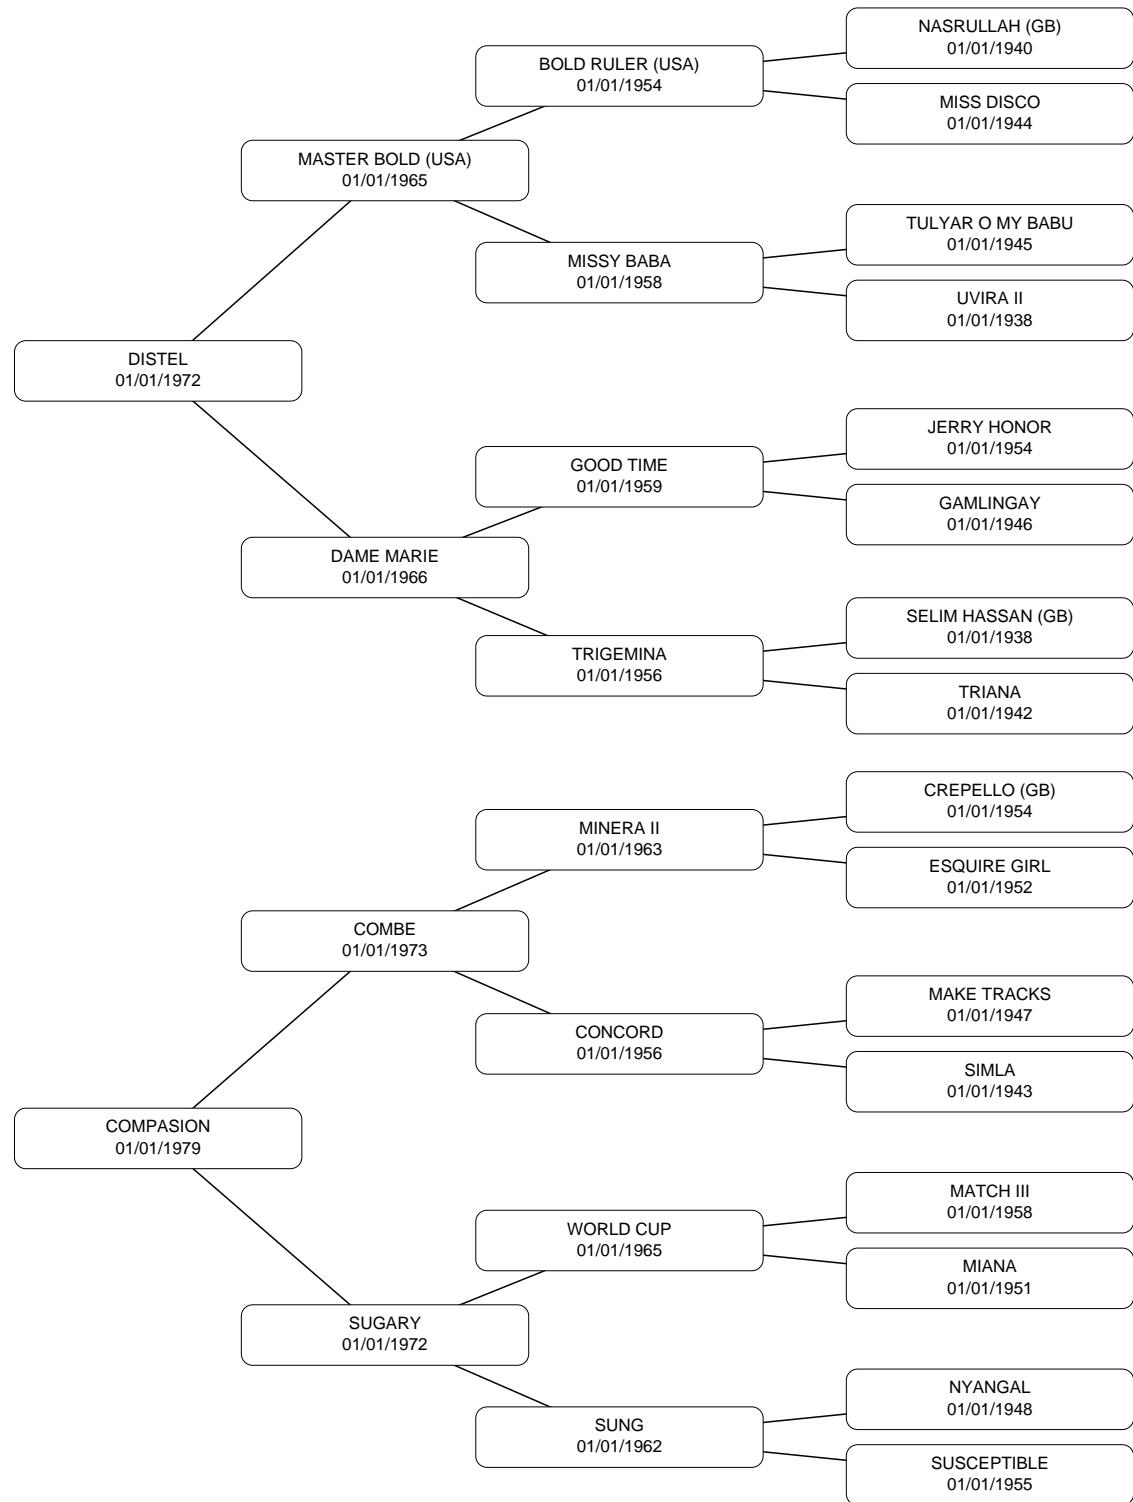 NASRULLAH (GB)
01/01/1940
BOLD RULER (USA)
01/01/1954
MISS DISCO
01/01/1944
MASTER BOLD (USA)
01/01/1965
TULYAR O MY BABU
01/01/1945
MISSY BABA
01/01/1958
UVIRA II
01/01/1938
DISTEL
01/01/1972
JERRY HONOR
01/01/1954
GOOD TIME
01/01/1959
GAMLINGAY
01/01/1946
DAME MARIE
01/01/1966
SELIM HASSAN (GB)
01/01/1938
TRIGEMINA
01/01/1956
TRIANA
01/01/1942
CREPELLO (GB)
01/01/1954
MINERA II
01/01/1963
ESQUIRE GIRL
01/01/1952
COMBE
01/01/1973
MAKE TRACKS
01/01/1947
CONCORD
01/01/1956
SIMLA
01/01/1943
COMPASION
01/01/1979
MATCH III
01/01/1958
WORLD CUP
01/01/1965
MIANA
01/01/1951
SUGARY
01/01/1972
NYANGAL
01/01/1948
SUNG
01/01/1962
SUSCEPTIBLE
01/01/1955